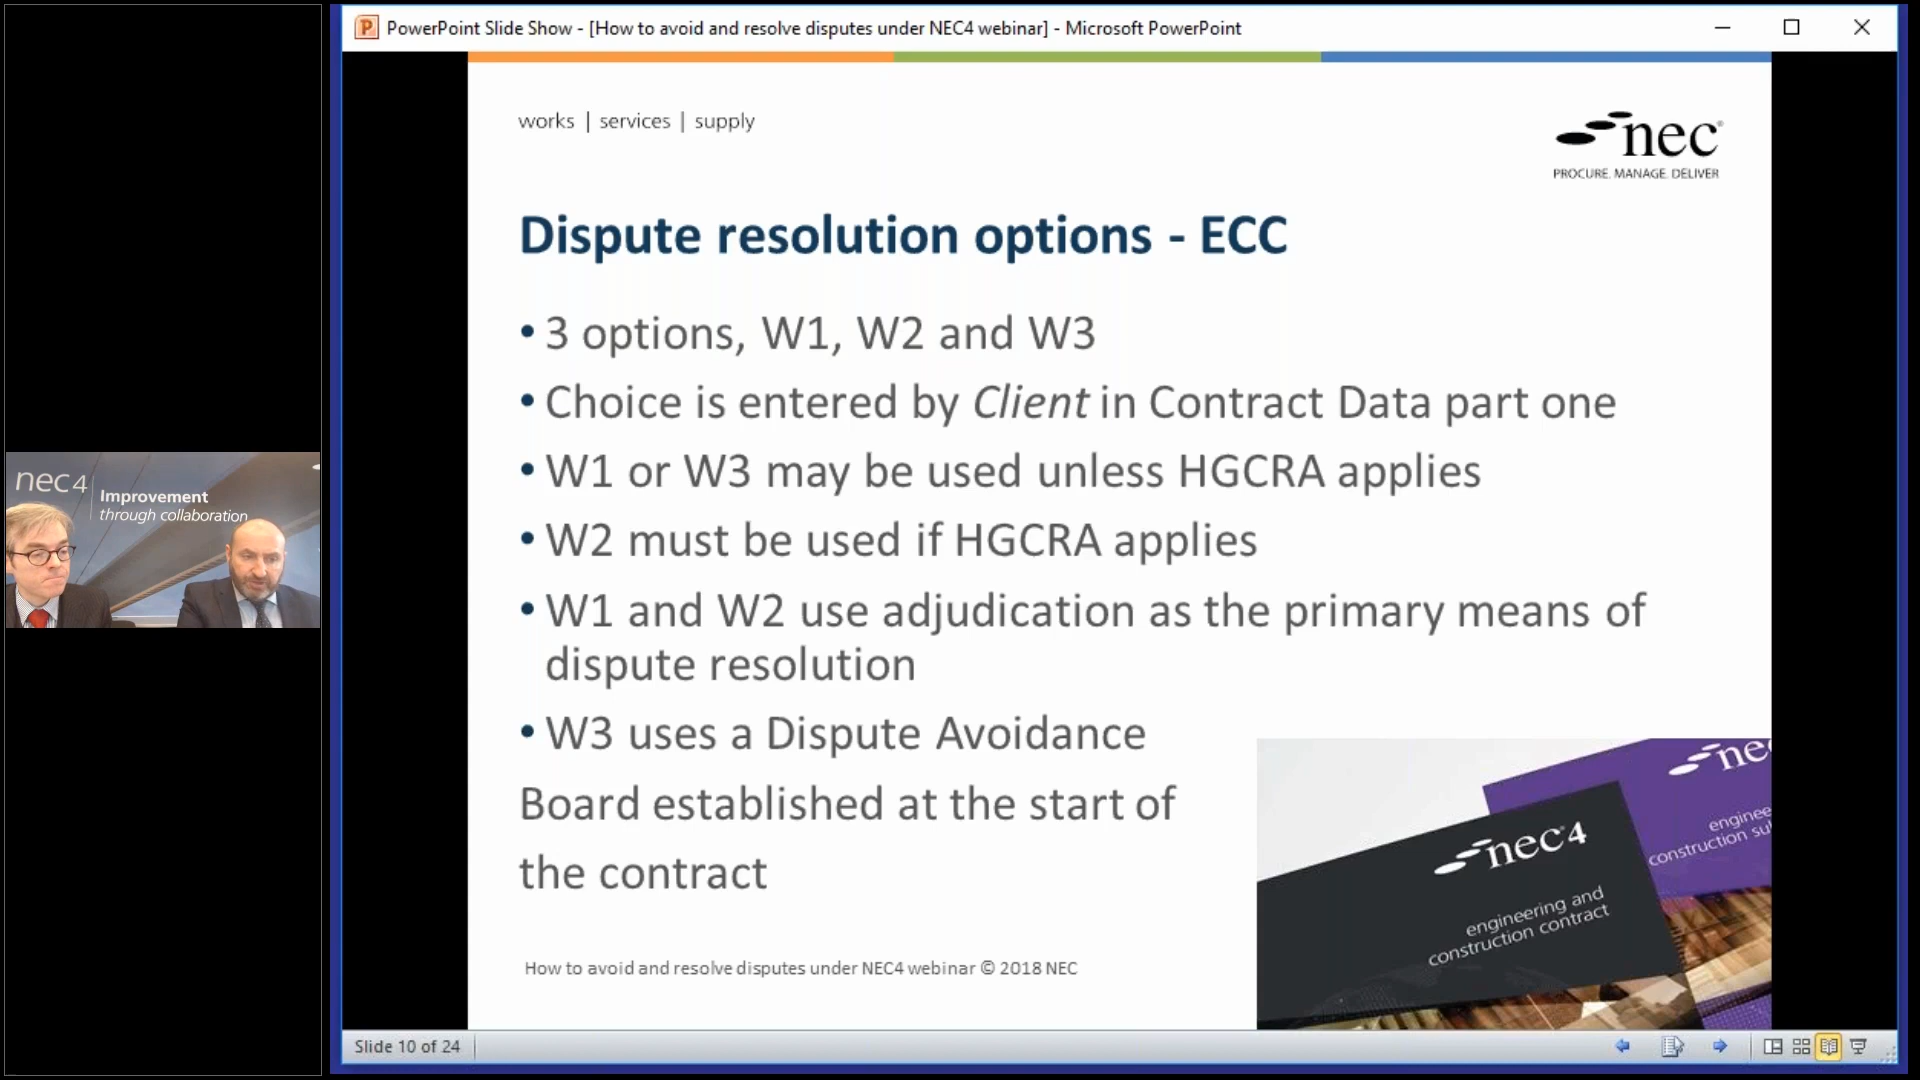 PowerPoint Slide Show - [How to avoid and resolve disputes under NEC4 webinar] - Microsoft PowerPoint
works | services | supply
nec®
PROCURE. MANAGE. DELIVER
Dispute resolution options - ECC
• 3 options, W1, W2 and W3
• Choice is entered by Client in Contract Data part one
• W1 or W3 may be used unless HGCRA applies
• W2 must be used if HGCRA applies
• W1 and W2 use adjudication as the primary means of
dispute resolution
• W3 uses a Dispute Avoidance
Board established at the start of
the contract
nec4
Improvement
through collaboration
nec
enginee
construction su
nec4
engineering and
construction contract
How to avoid and resolve disputes under NEC4 webinar © 2018 NEC
Slide 10 of 24